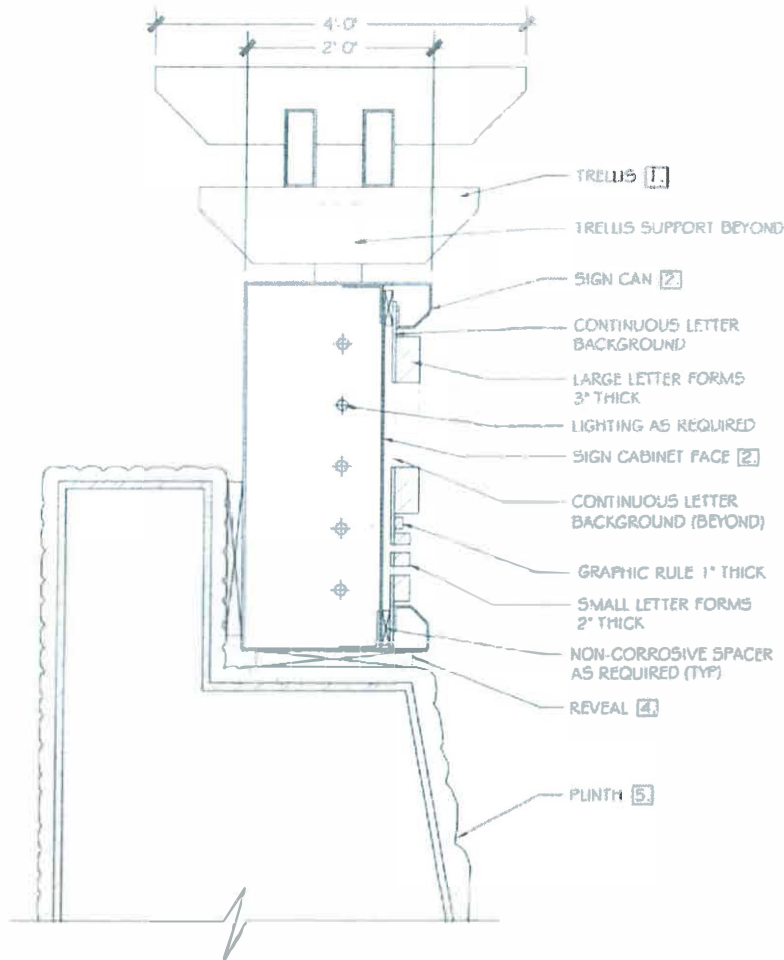 4'-0"
2'-0"
TRELLIS 1.
TRELLIS SUPPORT BEYOND
SIGN CAN 2.
CONTINUOUS LETTER
BACKGROUND
LARGE LETTER FORMS
3" THICK
LIGHTING AS REQUIRED
SIGN CABINET FACE 2.
CONTINUOUS LETTER
BACKGROUND (BEYOND)
GRAPHIC RULE 1" THICK
SMALL LETTER FORMS
2" THICK
NON-CORROSIVE SPACER
AS REQUIRED (TYP)
REVEAL 4.
PLINTH 5.